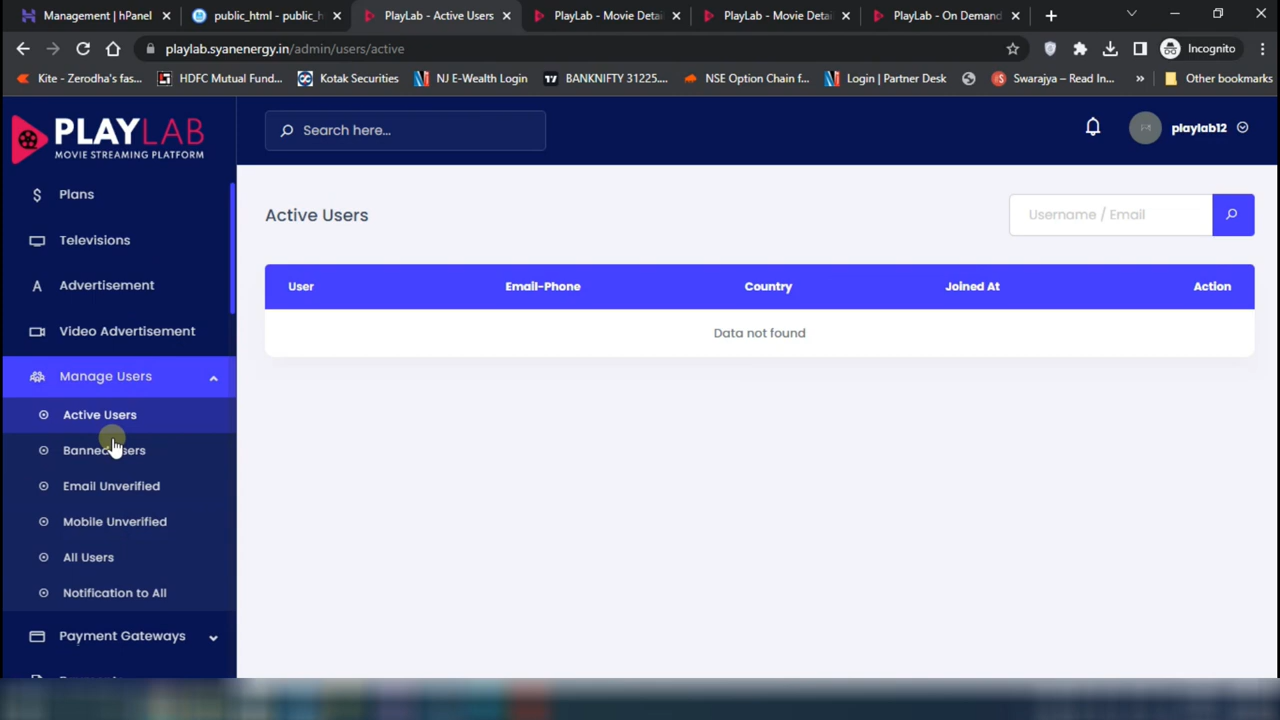 Management | hPanel
public_html - public_h
PlayLab - Active Users
PlayLab - Movie Detai
PlayLab - Movie Detai
PlayLab - On Demand
playlab.syanenergy.in/admin/users/active
Incognito
Kite - Zerodha's fas...
HDFC Mutual Fund...
Kotak Securities
NJ E-Wealth Login
BANKNIFTY 31225....
NSE Option Chain f...
Login | Partner Desk
Swarajya – Read In...
»
Other bookmarks
PLAYLAB
MOVIE STREAMING PLATFORM
Search here...
playlab12
Plans
Televisions
Advertisement
Video Advertisement
Manage Users
Active Users
Banned Users
Email Unverified
Mobile Unverified
All Users
Notification to All
Payment Gateways
Active Users
Username / Email
User Email-Phone Country Joined At Action
Data not found